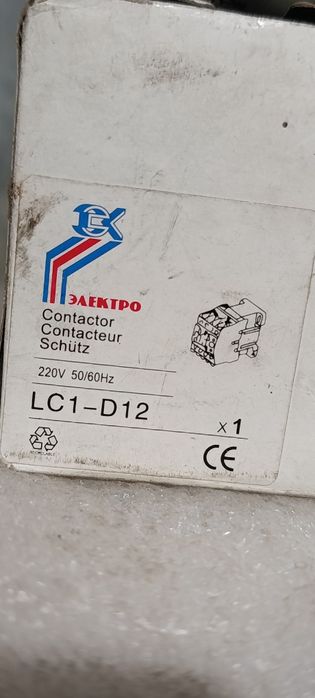 ЭЛЕКТРО
Contactor
Contacteur
Schütz
220V 50/60Hz
LC1-D12
x1
CE